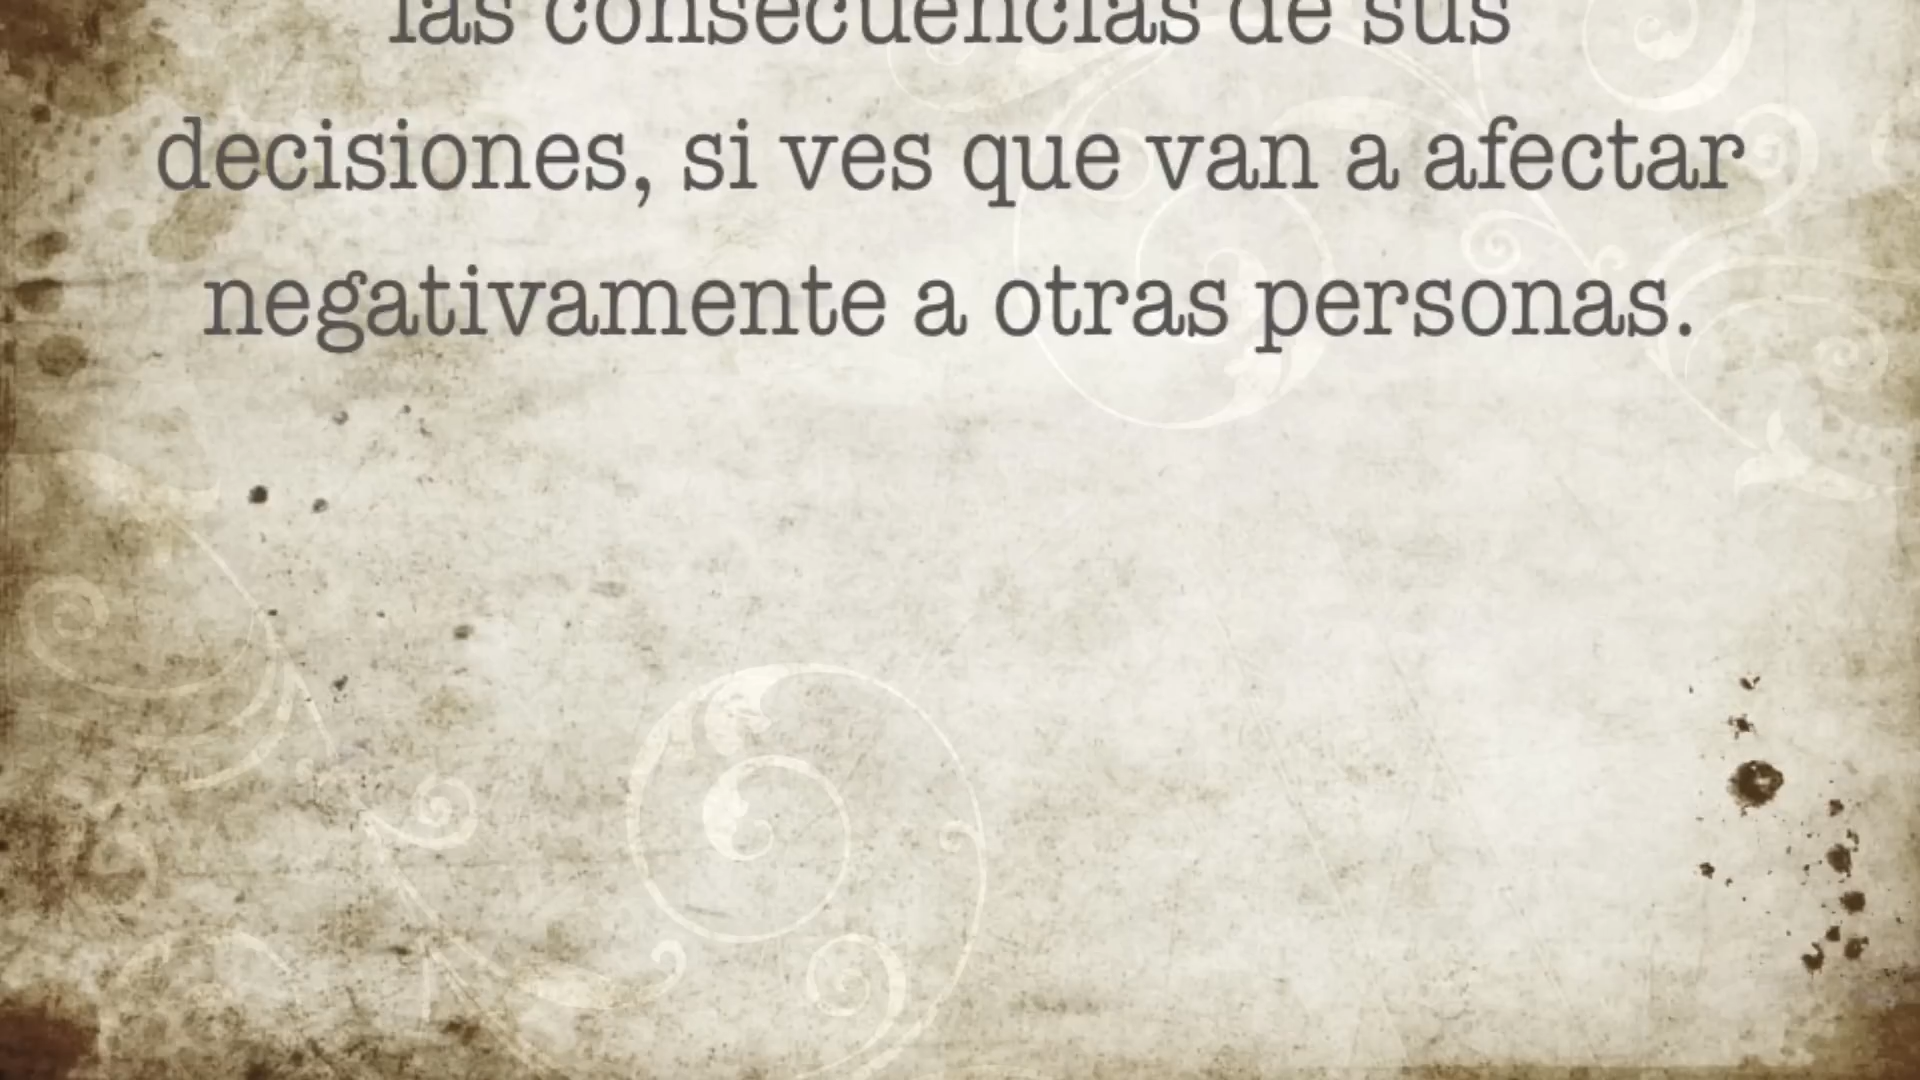 las consecuencias de sus
decisiones, si ves que van a afectar
negativamente a otras personas.